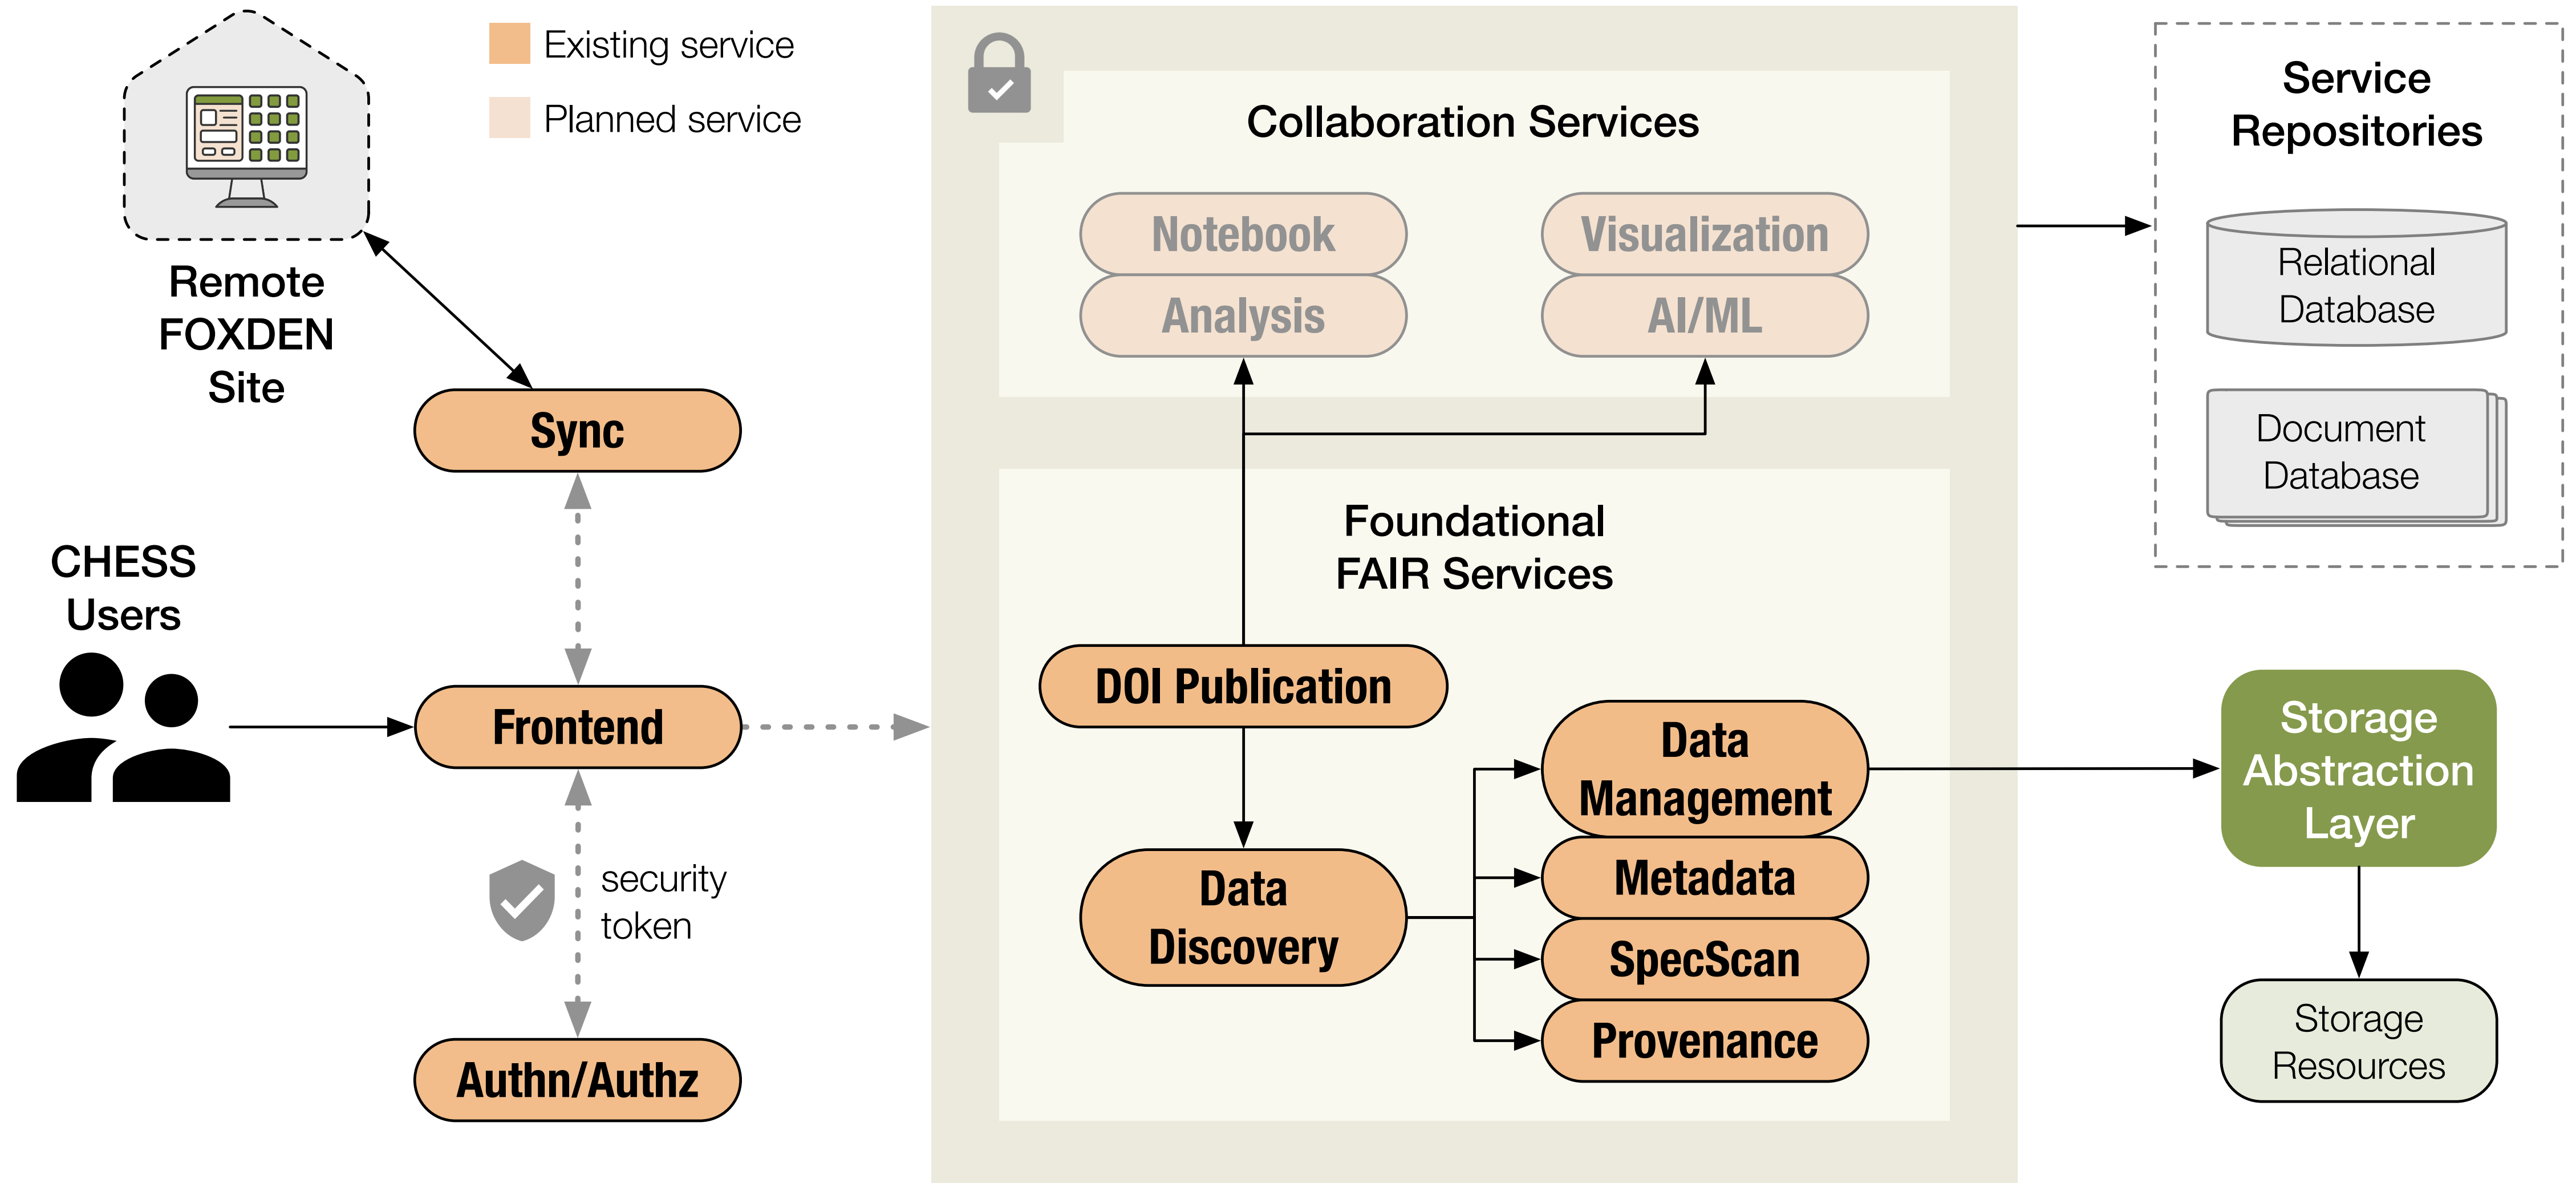 Existing service
Planned service
Remote
FOXDEN
Site
Sync
CHESS
Users
Frontend
security
token
Authn/Authz
Collaboration Services
Notebook
Analysis
Visualization
AI/ML
Foundational
FAIR Services
DOI Publication
Data
Discovery
Data
Management
Metadata
SpecScan
Provenance
Service
Repositories
Relational
Database
Document
Database
Storage
Abstraction
Layer
Storage
Resources